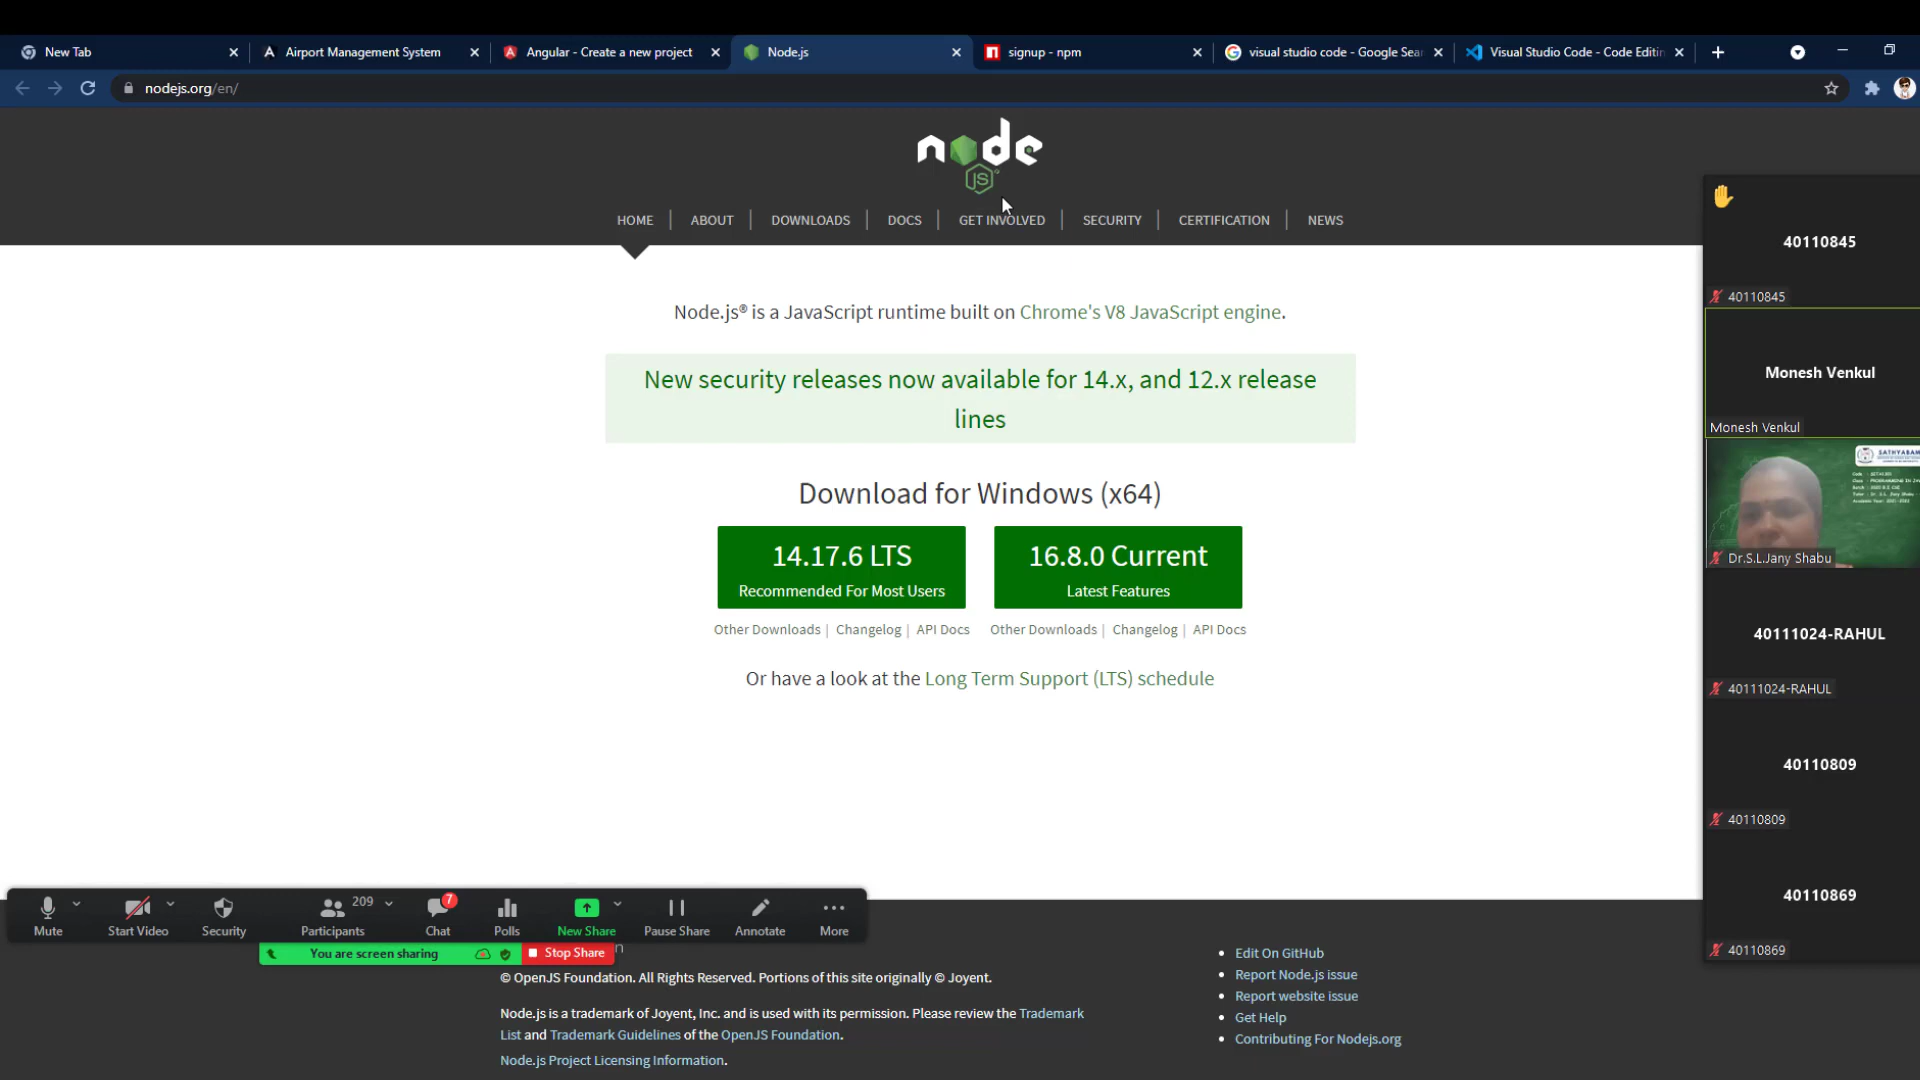 New Tab
Airport Management System
Angular - Create a new project
Node.js
signup - npm
visual studio code - Google Sear
Visual Studio Code - Code Editin
nodejs.org/en/
node
JS
HOME
ABOUT
DOWNLOADS
DOCS
GET INVOLVED
SECURITY
CERTIFICATION
NEWS
Node.js® is a JavaScript runtime built on Chrome's V8 JavaScript engine.
New security releases now available for 14.x, and 12.x release
lines
Download for Windows (x64)
14.17.6 LTS
Recommended For Most Users
16.8.0 Current
Latest Features
Other Downloads | Changelog | API Docs
Other Downloads | Changelog | API Docs
Or have a look at the Long Term Support (LTS) schedule
40110845
40110845
Monesh Venkul
Monesh Venkul
SATHYABAM
Dr.S.L.Jany Shabu
40111024-RAHUL
40111024-RAHUL
40110809
40110809
40110869
40110869
Mute
Start Video
Security
209
Participants
7
Chat
Polls
New Share
Pause Share
Annotate
More
You are screen sharing
Stop Share
© OpenJS Foundation. All Rights Reserved. Portions of this site originally © Joyent.
Node.js is a trademark of Joyent, Inc. and is used with its permission. Please review the Trademark
List and Trademark Guidelines of the OpenJS Foundation.
Node.js Project Licensing Information.
Edit On GitHub
Report Node.js issue
Report website issue
Get Help
Contributing For Nodejs.org